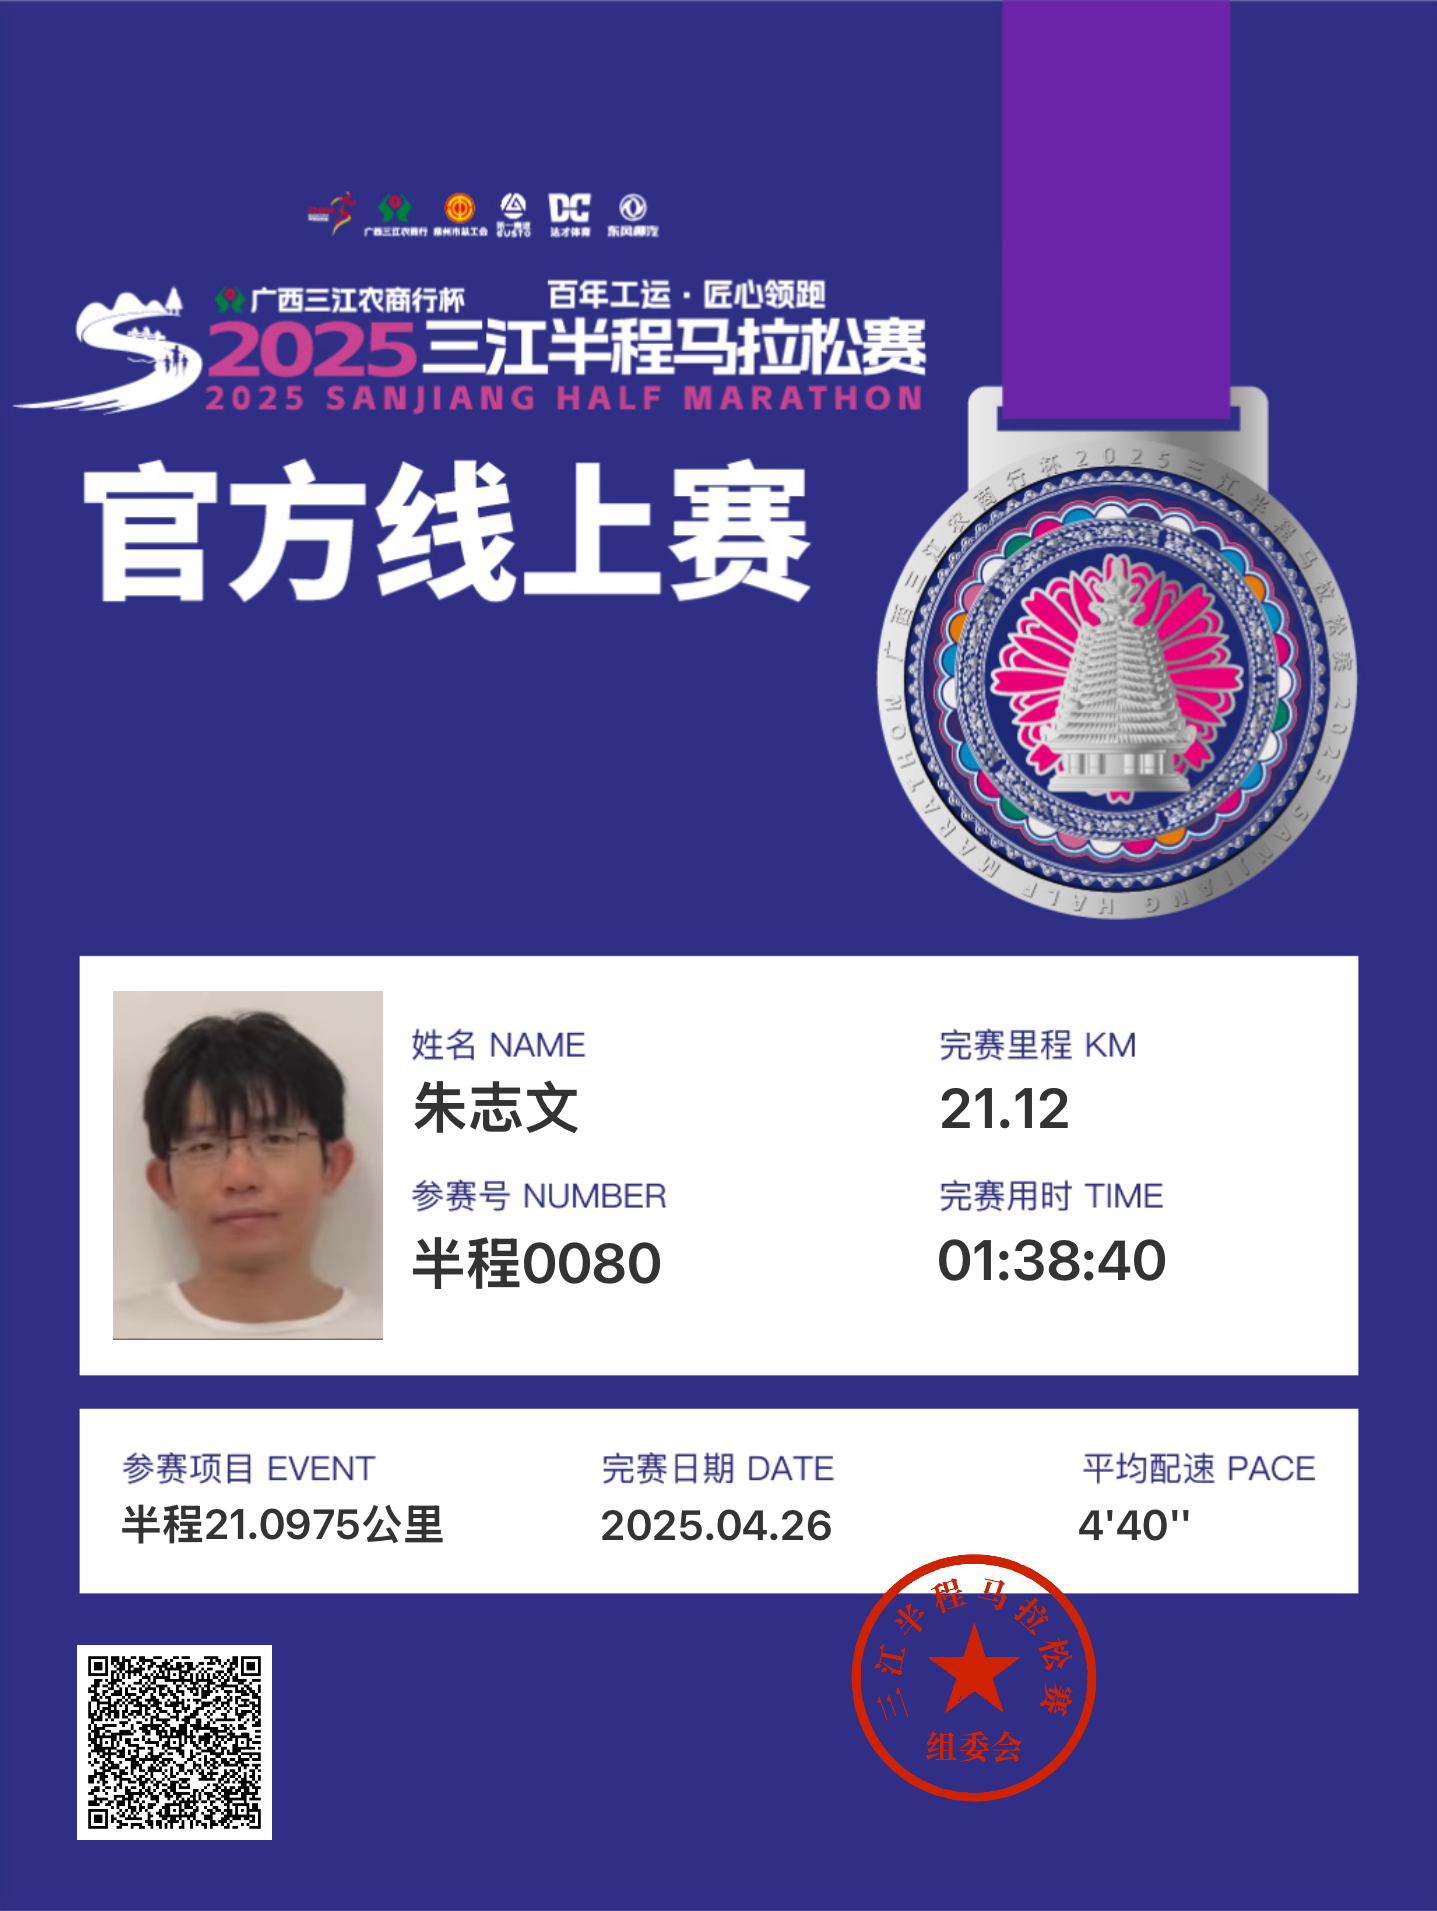 广西三江农商行 柳州市总工会 达才体育 东风柳汽
广西三江农商行杯 百年工运·匠心领跑
2025三江半程马拉松赛
2025 SANJIANG HALF MARATHON
官方线上赛
广西三江农商行杯2025三江半程马拉松赛 2025 SANJIANG HALF MARATHON
姓名 NAME
朱志文
完赛里程 KM
21.12
参赛号 NUMBER
半程0080
完赛用时 TIME
01:38:40
参赛项目 EVENT
半程21.0975公里
完赛日期 DATE
2025.04.26
平均配速 PACE
4'40''
三江半程马拉松赛
组委会